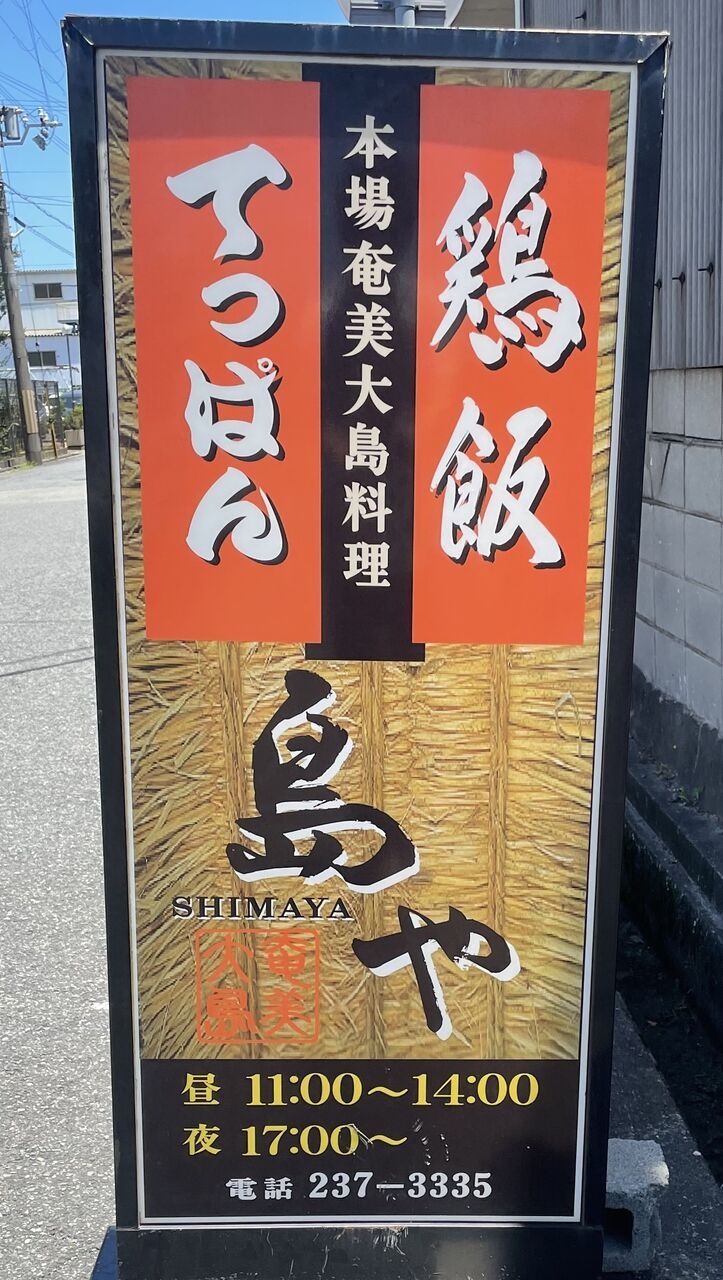 鶏飯
本場奄美大島料理
てっぱん
島や
SHIMAYA
奄美
大島
昼 11:00～14:00
夜 17:00～
電話 237-3335